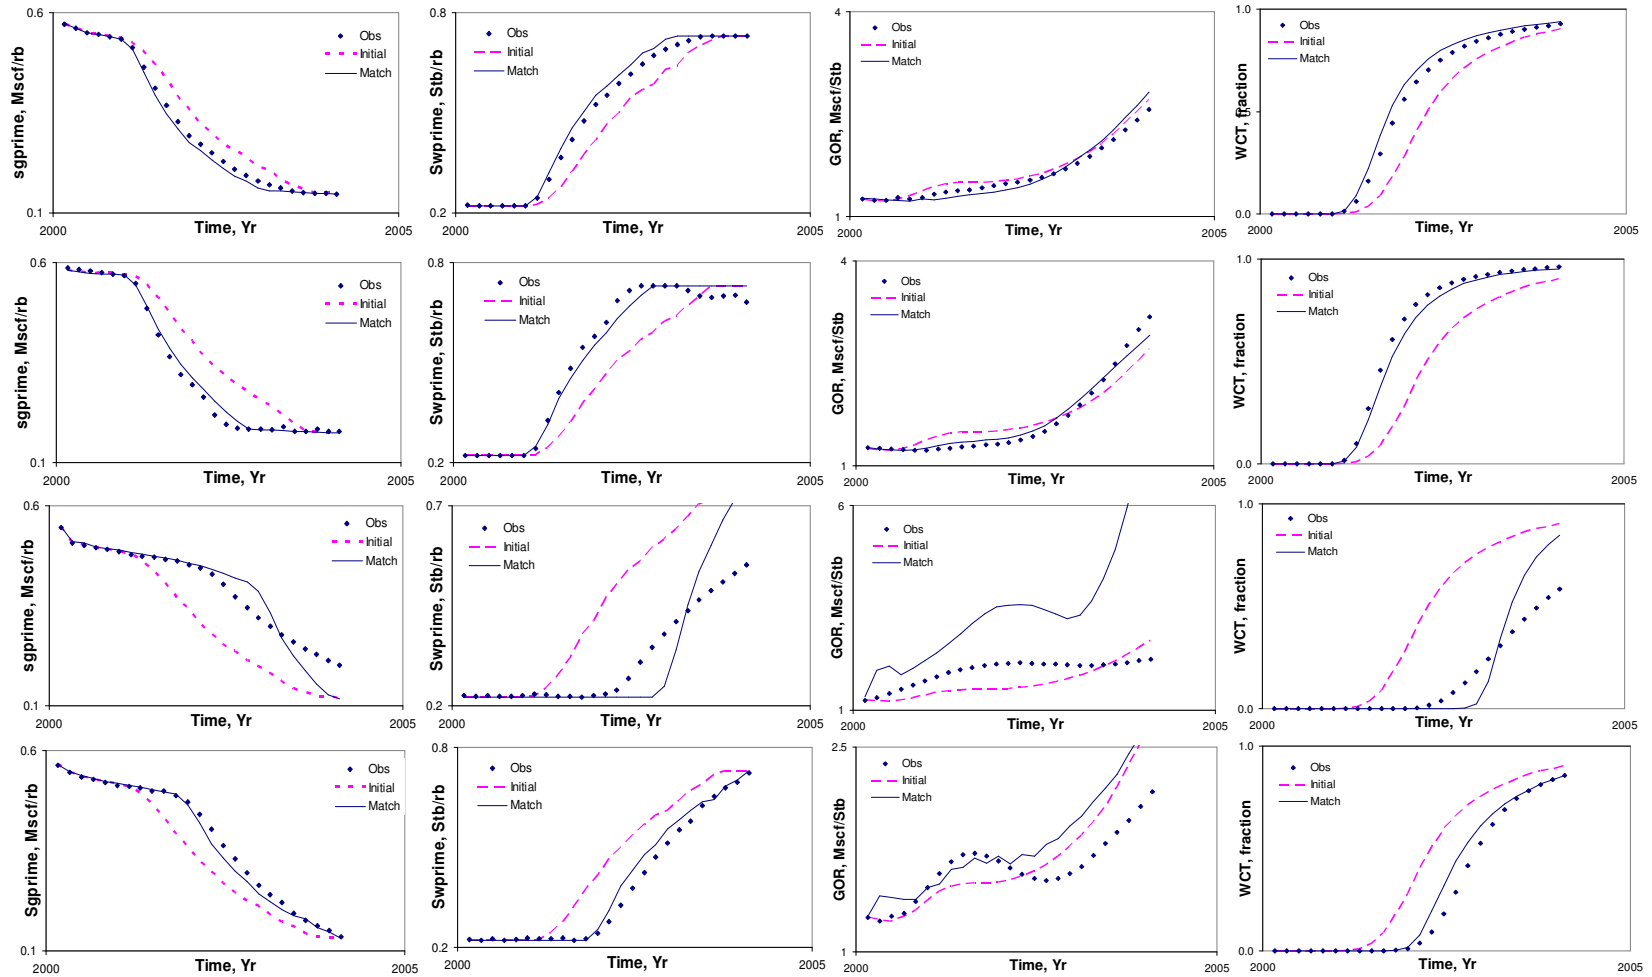 0.6
sgprime, Mscf/rb
Obs
Initial
Match
0.1
2000
Time, Yr
2005
0.8
Swprime, Stb/rb
Obs
Initial
Match
0.2
2000
Time, Yr
2005
4
GOR, Mscf/Stb
Obs
Initial
Match
1
2000
Time, Yr
2005
1.0
WCT, fraction
0.5
Obs
Initial
Match
0.0
2000
Time, Yr
2005
0.6
sgprime, Mscf/rb
Obs
Initial
Match
0.1
2000
Time, Yr
2005
0.8
Swprime, Stb/rb
Obs
Initial
Match
0.2
2000
Time, Yr
2005
4
GOR, Mscf/Stb
Obs
Initial
Match
1
2000
Time, Yr
2005
1.0
WCT, fraction
Obs
Initial
Match
0.0
2000
Time, Yr
2005
0.6
sgprime, Mscf/rb
Obs
Initial
Match
0.1
2000
Time, Yr
2005
0.7
Swprime, Stb/rb
Obs
Initial
Match
0.2
2000
Time, Yr
2005
6
GOR, Mscf/Stb
Obs
Initial
Match
1
2000
Time, Yr
2005
1.0
WCT, fraction
Obs
Initial
Match
0.0
2000
Time, Yr
2005
0.6
Sgprime, Mscf/rb
Obs
Initial
Match
0.1
2000
Time, Yr
2005
0.8
Swprime, Stb/rb
Obs
Initial
Match
0.2
2000
Time, Yr
2005
2.5
GOR, Mscf/Stb
Obs
Initial
Match
1
2000
Time, Yr
2005
1.0
WCT, fraction
Obs
Initial
Match
0.0
2000
Time, Yr
2005